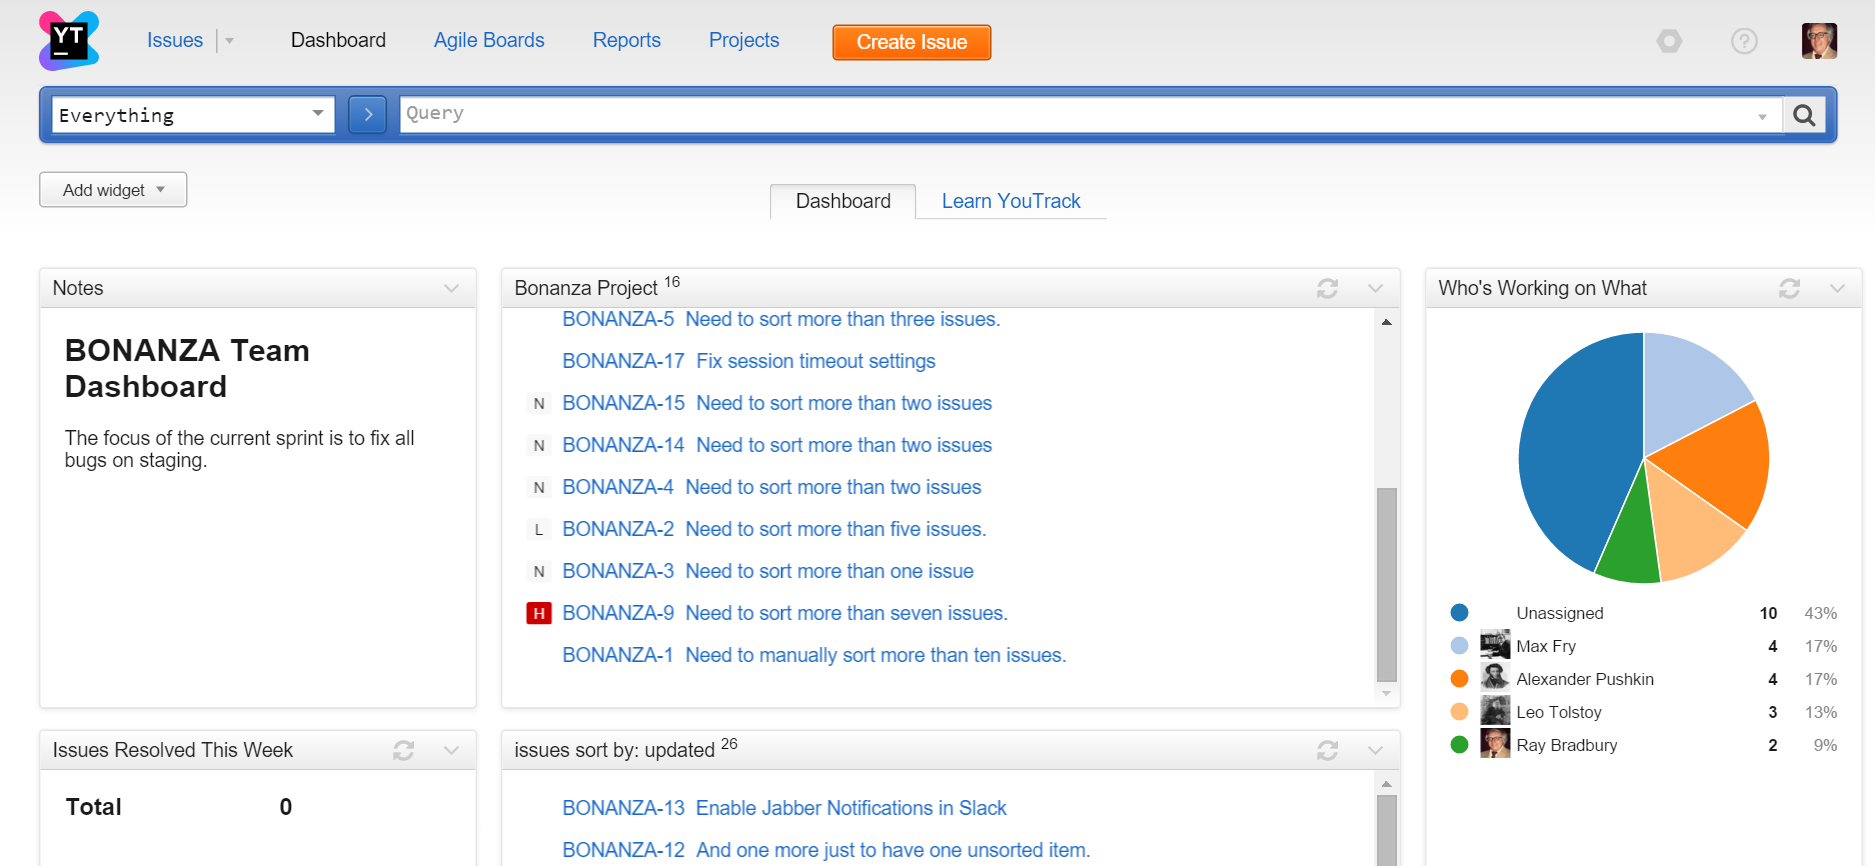 YT
Issues
Dashboard
Agile Boards
Reports
Projects
Create Issue
?
Everything
Query
Add widget
Dashboard
Learn YouTrack
Notes
BONANZA Team
Dashboard
The focus of the current sprint is to fix all
bugs on staging.
Bonanza Project 16
BONANZA-5 Need to sort more than three issues.
BONANZA-17 Fix session timeout settings
N BONANZA-15 Need to sort more than two issues
N BONANZA-14 Need to sort more than two issues
N BONANZA-4 Need to sort more than two issues
L BONANZA-2 Need to sort more than five issues.
N BONANZA-3 Need to sort more than one issue
H BONANZA-9 Need to sort more than seven issues.
BONANZA-1 Need to manually sort more than ten issues.
Who's Working on What
Unassigned 10 43%
Max Fry 4 17%
Alexander Pushkin 4 17%
Leo Tolstoy 3 13%
Ray Bradbury 2 9%
Issues Resolved This Week
Total 0
issues sort by: updated 26
BONANZA-13 Enable Jabber Notifications in Slack
BONANZA-12 And one more just to have one unsorted item.